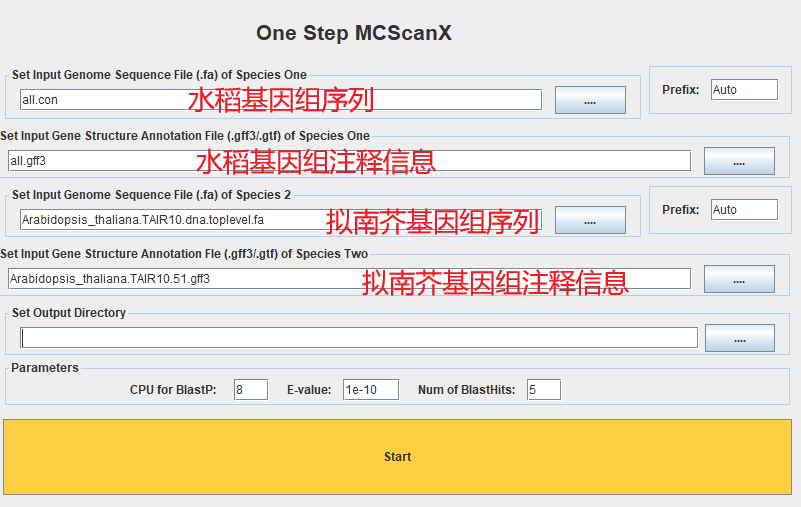 One Step MCScanX
Set Input Genome Sequence File (.fa) of Species One
all.con
水稻基因组序列
....
Prefix: Auto
Set Input Gene Structure Annotation File (.gff3/.gtf) of Species One
all.gff3
水稻基因组注释信息
....
Set Input Genome Sequence File (.fa) of Species 2
Arabidopsis_thaliana.TAIR10.dna.toplevel.fa
拟南芥基因组序列
....
Prefix: Auto
Set Input Gene Structure Annotation FIle (.gff3/.gtf) of Species Two
Arabidopsis_thaliana.TAIR10.51.gff3
拟南芥基因组注释信息
....
Set Output Directory
....
Parameters
CPU for BlastP: 8 E-value: 1e-10 Num of BlastHits: 5
Start